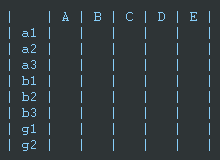 |    | A | B | C | D | E |
| a1 |   |   |   |   |   |
| a2 |   |   |   |   |   |
| a3 |   |   |   |   |   |
| b1 |   |   |   |   |   |
| b2 |   |   |   |   |   |
| b3 |   |   |   |   |   |
| g1 |   |   |   |   |   |
| g2 |   |   |   |   |   |